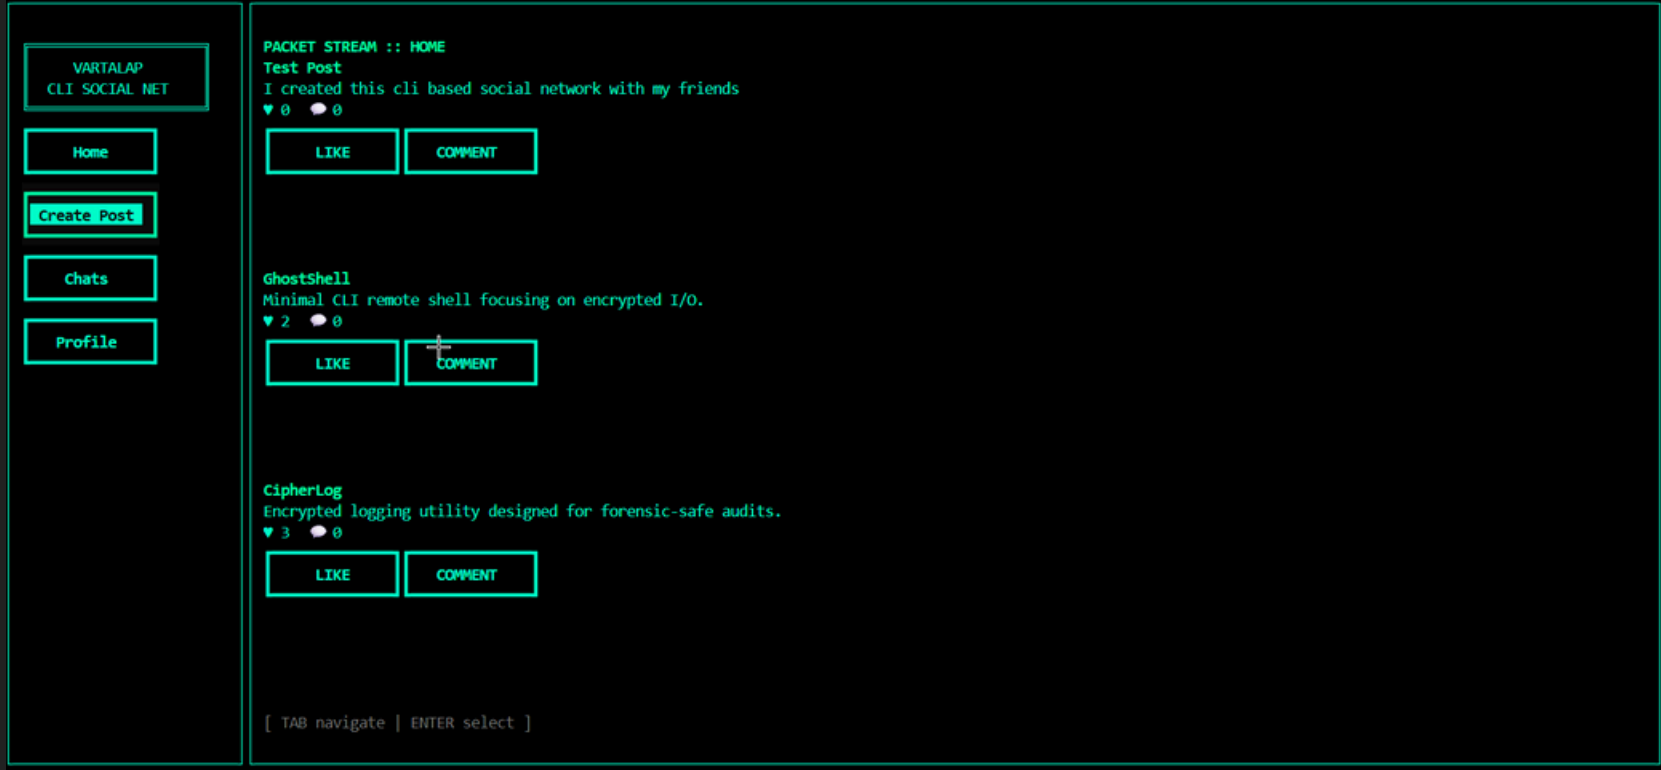 VARTALAP
CLI SOCIAL NET
Home
Create Post
Chats
Profile
PACKET STREAM :: HOME
Test Post
I created this cli based social network with my friends
♥ 0 💬 0
LIKE COMMENT
GhostShell
Minimal CLI remote shell focusing on encrypted I/O.
♥ 2 💬 0
LIKE COMMENT
CipherLog
Encrypted logging utility designed for forensic-safe audits.
♥ 3 💬 0
LIKE COMMENT
[ TAB navigate | ENTER select ]